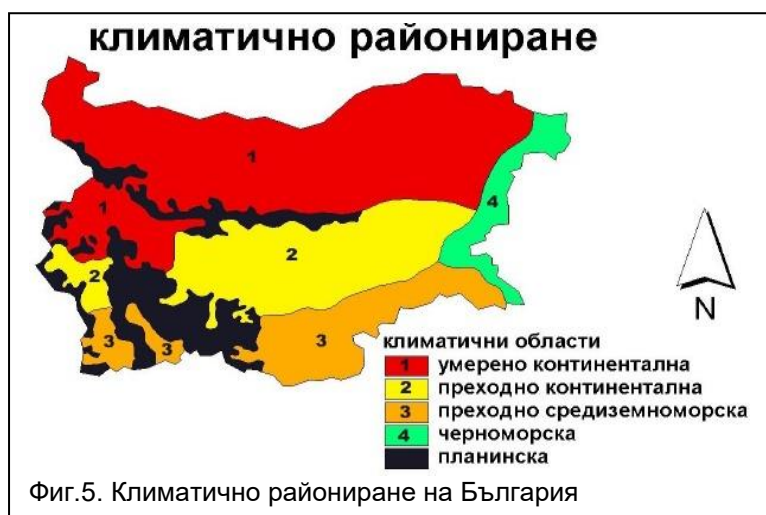 климатично райониране
1
1
2
4
2
3
3
3
N
климатични области
1 умерено континентална
2 преходно континентална
3 преходно средиземноморска
4 черноморска
планинска
Фиг.5. Климатично райониране на България